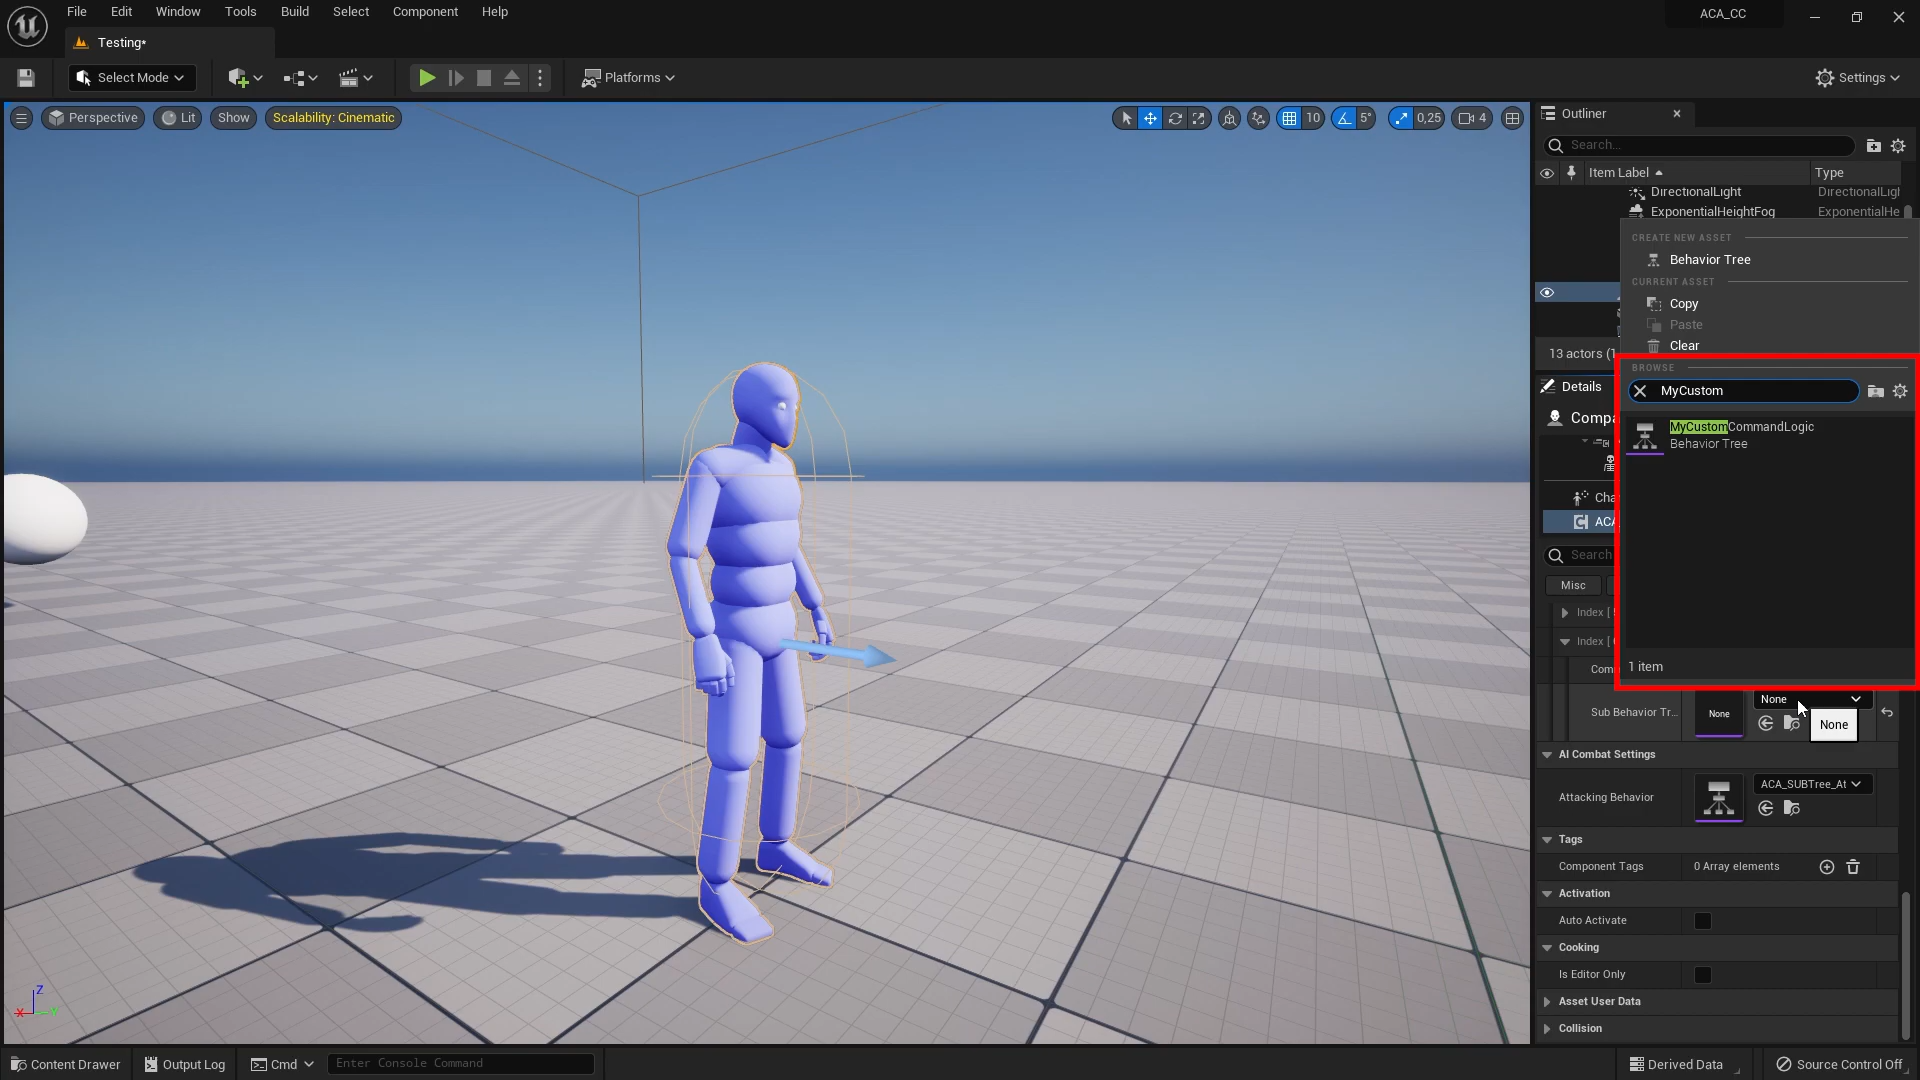 File Edit Window Tools Build Select Component Help
ACA_CC
Testing*
Select Mode
Platforms
Settings
Perspective Lit Show Scalability: Cinematic
10 5° 0,25 4
Outliner
Search...
Item Label Type
DirectionalLight DirectionalLigl
ExponentialHeightFog ExponentialHe
CREATE NEW ASSET
Behavior Tree
CURRENT ASSET
Copy
Paste
Clear
13 actors (1
BROWSE
Details
MyCustom
Compa
MyCustomCommandLogic
Behavior Tree
Cha
ACA
Search
Misc
Index [
Index [
1 item
Com
None
Sub Behavior Tr... None
None
AI Combat Settings
ACA_SUBTree_At
Attacking Behavior
Tags
Component Tags 0 Array elements
Activation
Auto Activate
Cooking
Is Editor Only
Asset User Data
Collision
Z
X Y
Content Drawer Output Log Cmd Enter Console Command Derived Data Source Control Off